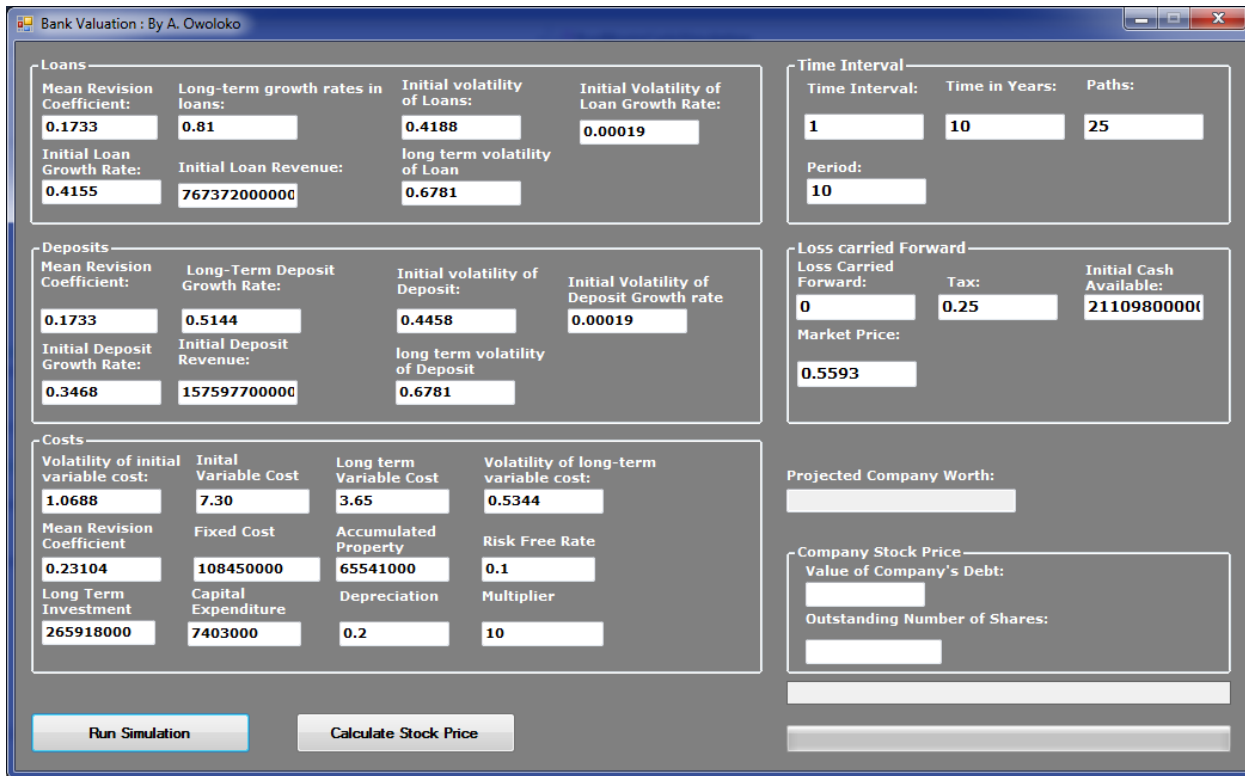 Bank Valuation : By A. Owoloko
Loans
Mean Revision
Coefficient:
0.1733
Long-term growth rates in
loans:
0.81
Initial volatility
of Loans:
0.4188
Initial Volatility of
Loan Growth Rate:
0.00019
Initial Loan
Growth Rate:
0.4155
Initial Loan Revenue:
767372000000
long term volatility
of Loan
0.6781
Time Interval
Time Interval:
1
Time in Years:
10
Paths:
25
Period:
10
Deposits
Mean Revision
Coefficient:
0.1733
Long-Term Deposit
Growth Rate:
0.5144
Initial volatility of
Deposit:
0.4458
Initial Volatility of
Deposit Growth rate
0.00019
Initial Deposit
Growth Rate:
0.3468
Initial Deposit
Revenue:
157597700000
long term volatility
of Deposit
0.6781
Loss carried Forward
Loss Carried
Forward:
0
Tax:
0.25
Initial Cash
Available:
2110980000
Market Price:
0.5593
Costs
Volatility of initial
variable cost:
1.0688
Inital
Variable Cost
7.30
Long term
Variable Cost
3.65
Volatility of long-term
variable cost:
0.5344
Mean Revision
Coefficient
0.23104
Fixed Cost
108450000
Accumulated
Property
65541000
Risk Free Rate
0.1
Long Term
Investment
265918000
Capital
Expenditure
7403000
Depreciation
0.2
Multiplier
10
Projected Company Worth:
Company Stock Price
Value of Company's Debt:
Outstanding Number of Shares:
Run Simulation
Calculate Stock Price